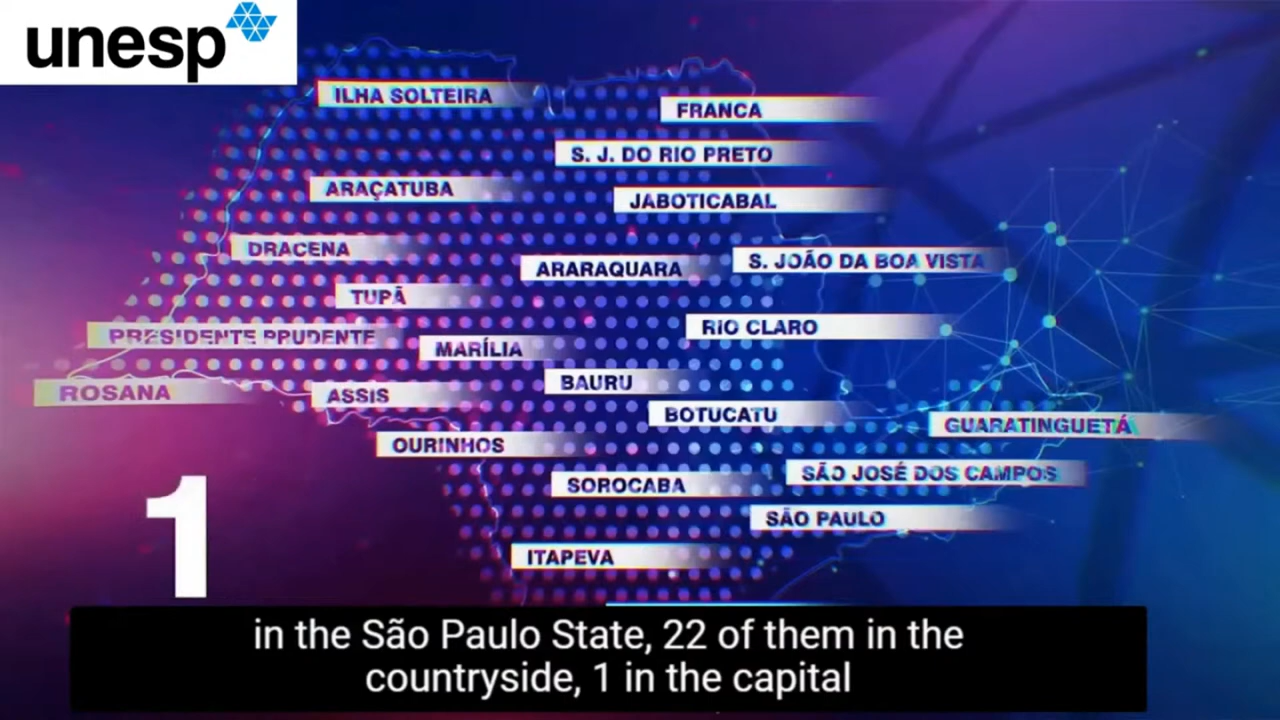 unesp
ILHA SOLTEIRA
FRANCA
S. J. DO RIO PRETO
ARAÇATUBA
JABOTICABAL
DRACENA
ARARAQUARA
S. JOÃO DA BOA VISTA
TUPÃ
PRESIDENTE PRUDENTE
RIO CLARO
MARÍLIA
ROSANA
ASSIS
BAURU
BOTUCATU
GUARATINGUETÁ
OURINHOS
SOROCABA
SÃO JOSÉ DOS CAMPOS
SÃO PAULO
1
ITAPEVA
in the São Paulo State, 22 of them in the
countryside, 1 in the capital